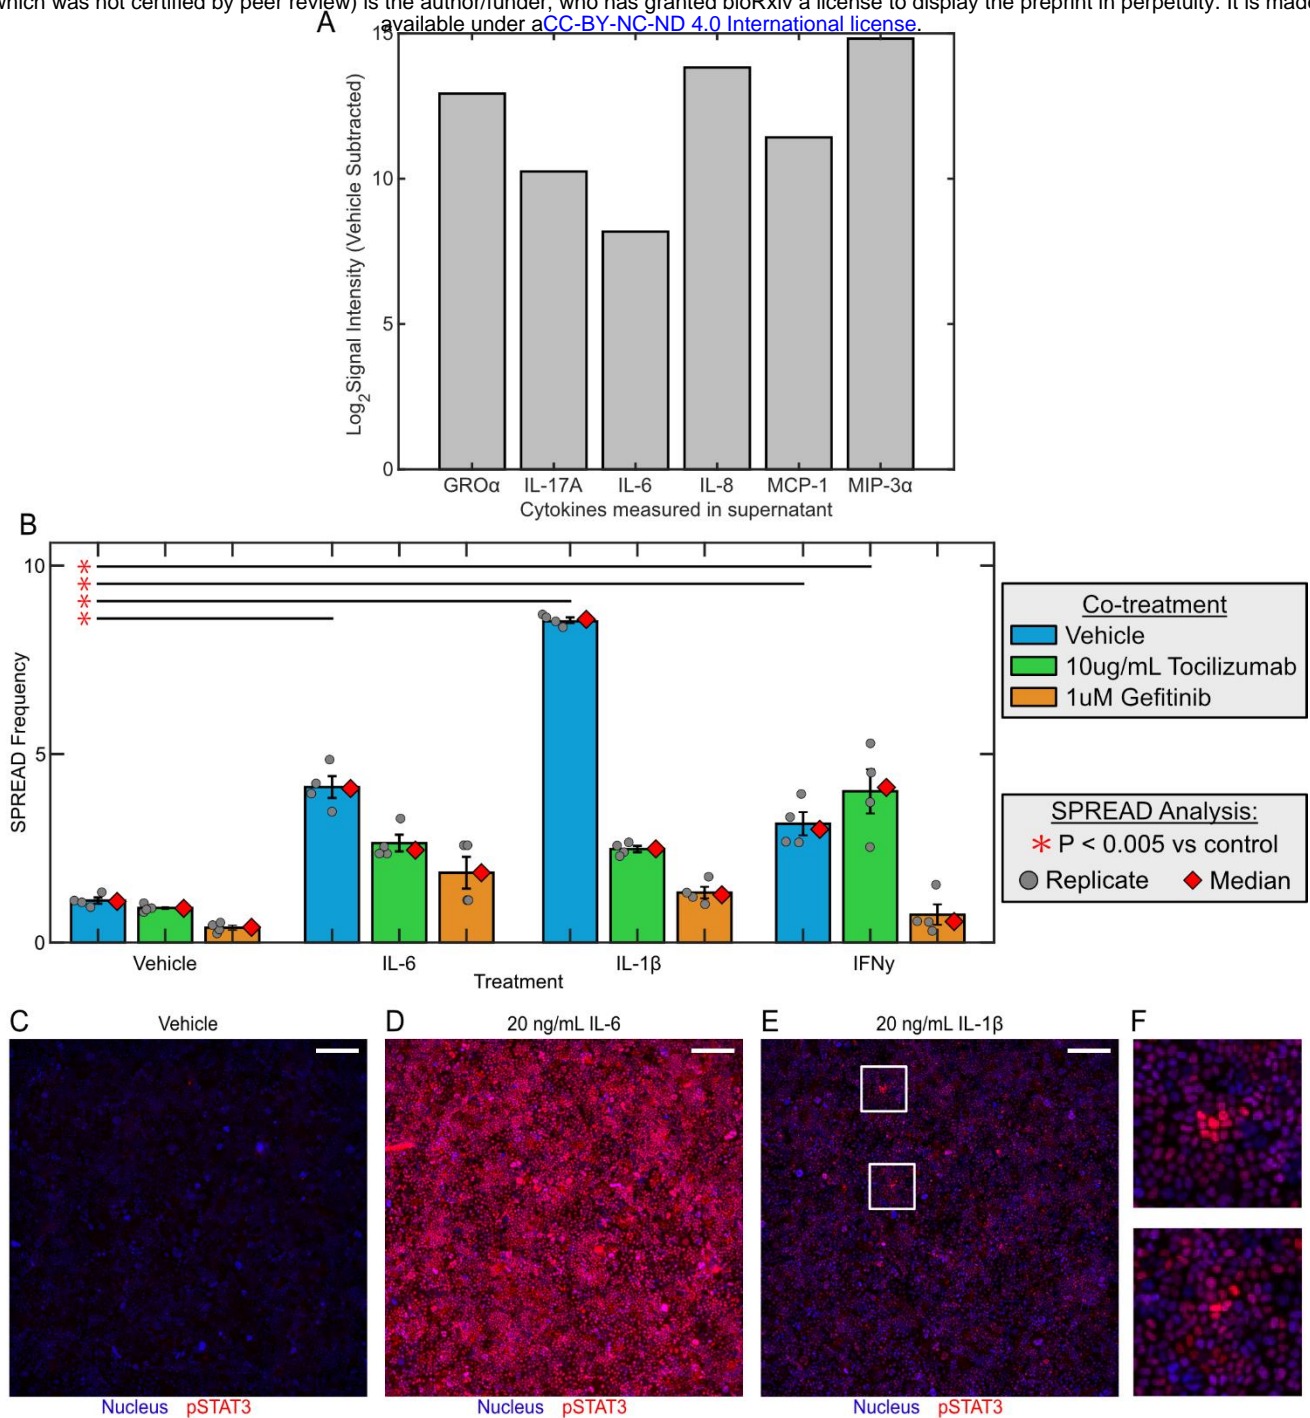 which was not certified by peer review) is the author/funder, who has granted bioRxiv a license to display the preprint in perpetuity. It is made
available under aCC-BY-NC-ND 4.0 International license.
A
Log2Signal Intensity (Vehicle Subtracted)
15
10
5
0
GROα IL-17A IL-6 IL-8 MCP-1 MIP-3α
Cytokines measured in supernatant
B
SPREAD Frequency
10
5
0
* * * *
Vehicle IL-6 IL-1β IFNy
Treatment
Co-treatment
Vehicle
10ug/mL Tocilizumab
1uM Gefitinib
SPREAD Analysis:
* P < 0.005 vs control
Replicate Median
C Vehicle
D 20 ng/mL IL-6
E 20 ng/mL IL-1β
F
Nucleus pSTAT3
Nucleus pSTAT3
Nucleus pSTAT3